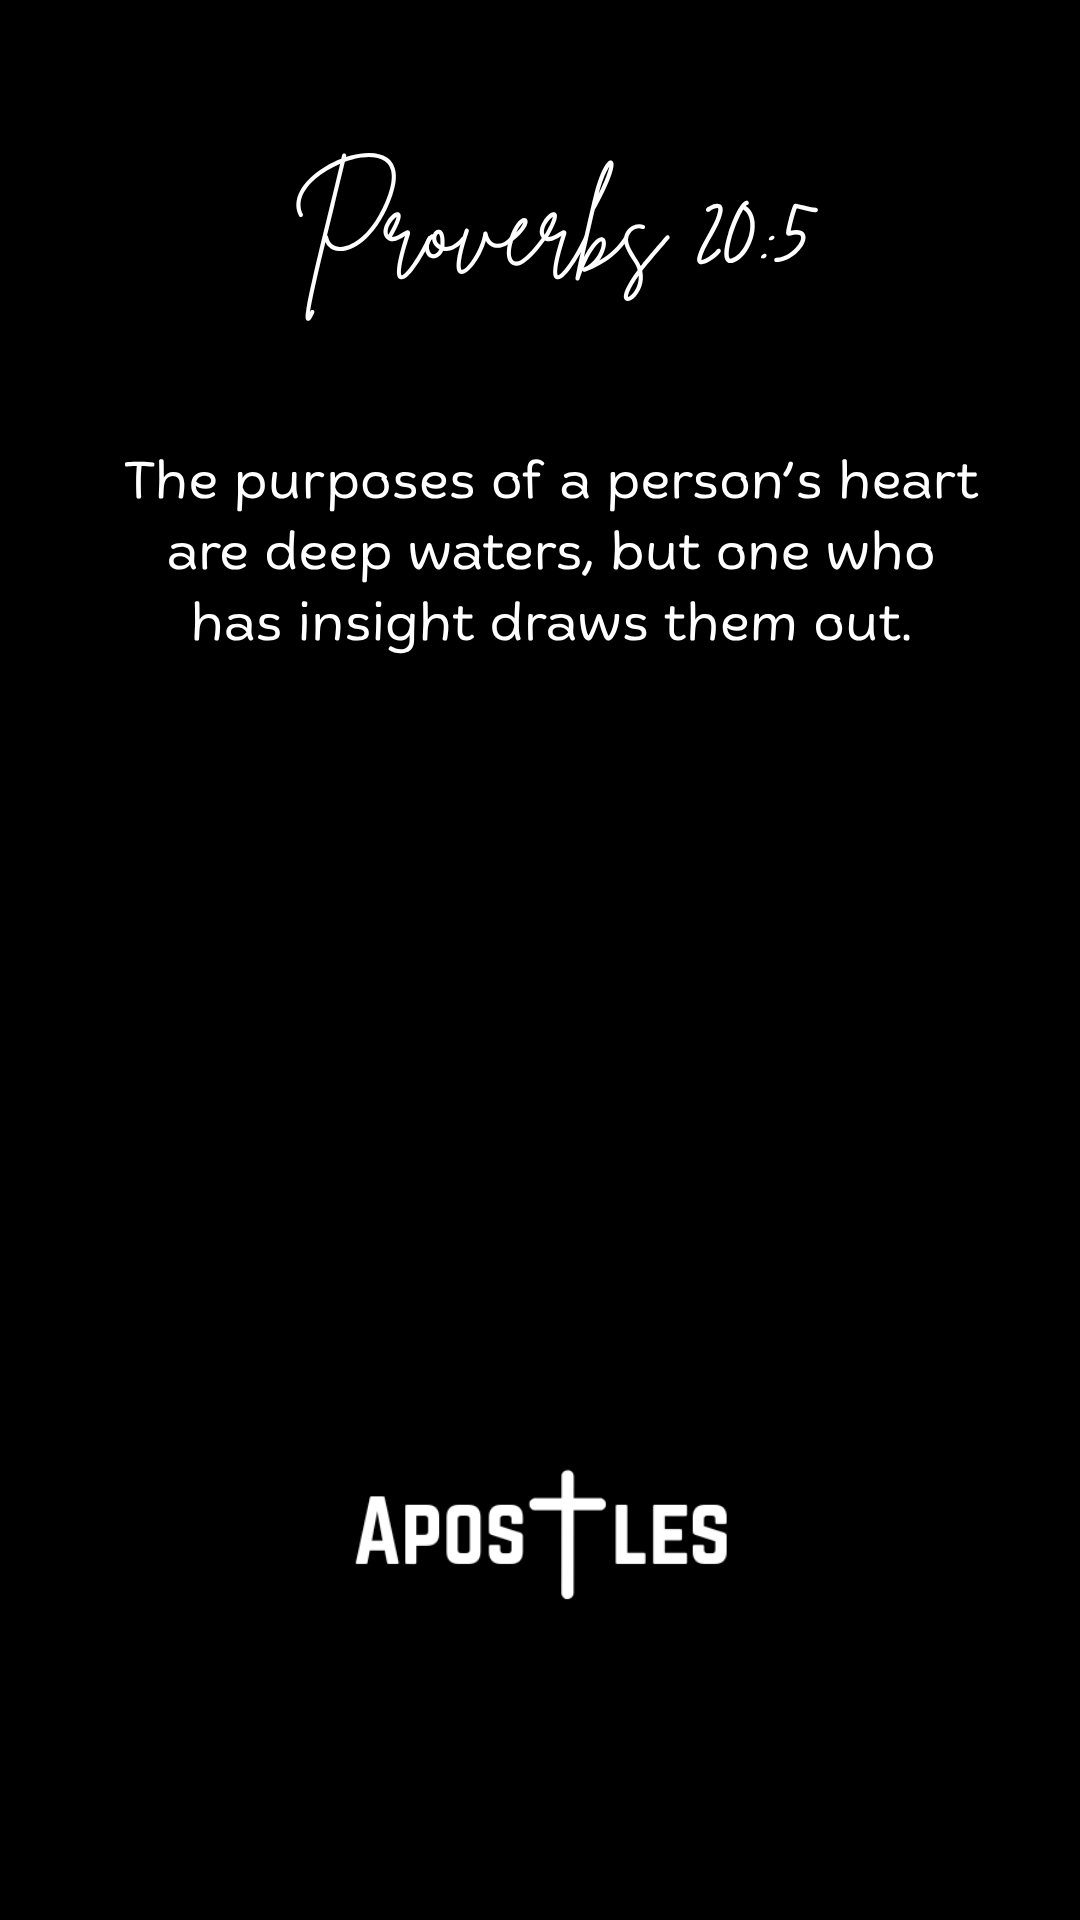 Proverbs 20:5
The purposes of a person’s heart
are deep waters, but one who
has insight draws them out.
APOSTLES